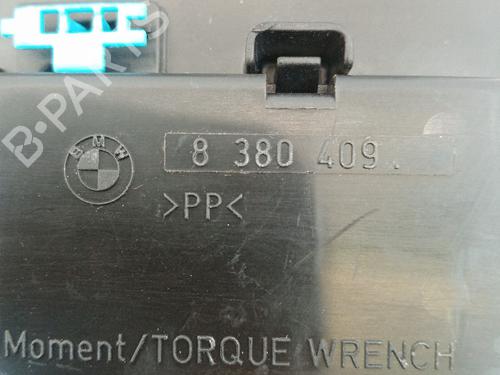 B-PARTS
BMW
8 380 409.
>PP<
Moment/TORQUE WRENCH